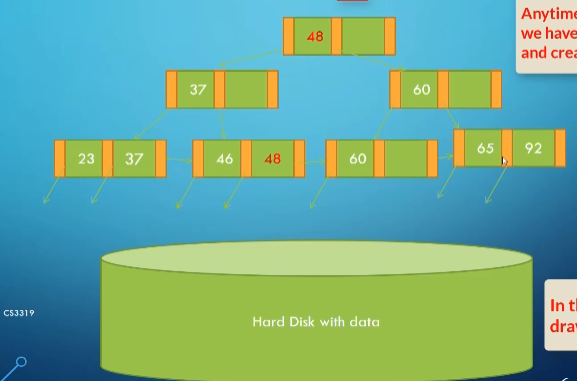 48
Anytime
we have
and crea
37
60
23 37 46 48 60 65 92
CS3319
Hard Disk with data
In th
drav